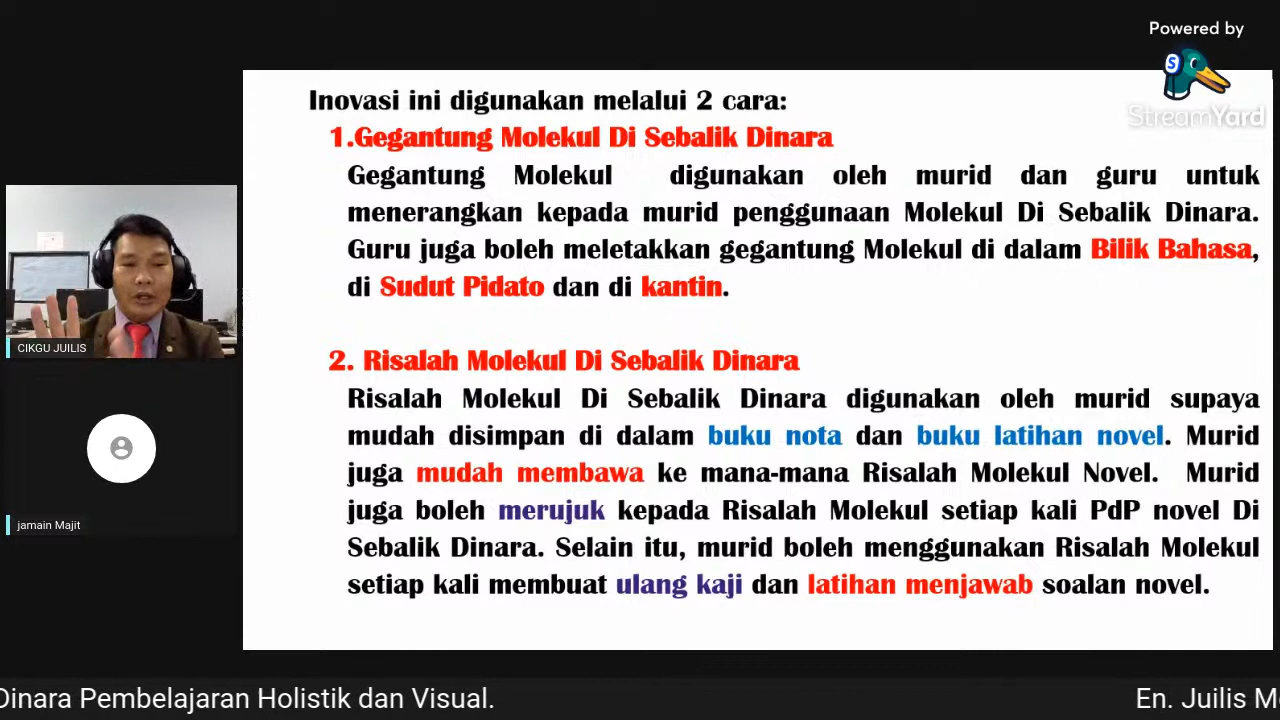 Powered by
S
StreamYard
Inovasi ini digunakan melalui 2 cara:
1.Gegantung Molekul Di Sebalik Dinara
Gegantung Molekul digunakan oleh murid dan guru untuk
menerangkan kepada murid penggunaan Molekul Di Sebalik Dinara.
Guru juga boleh meletakkan gegantung Molekul di dalam Bilik Bahasa,
di Sudut Pidato dan di kantin.
2. Risalah Molekul Di Sebalik Dinara
Risalah Molekul Di Sebalik Dinara digunakan oleh murid supaya
mudah disimpan di dalam buku nota dan buku latihan novel. Murid
juga mudah membawa ke mana-mana Risalah Molekul Novel. Murid
juga boleh merujuk kepada Risalah Molekul setiap kali PdP novel Di
Sebalik Dinara. Selain itu, murid boleh menggunakan Risalah Molekul
setiap kali membuat ulang kaji dan latihan menjawab soalan novel.
CIKGU JUILIS
jamain Majit
Dinara Pembelajaran Holistik dan Visual.
En. Juilis M